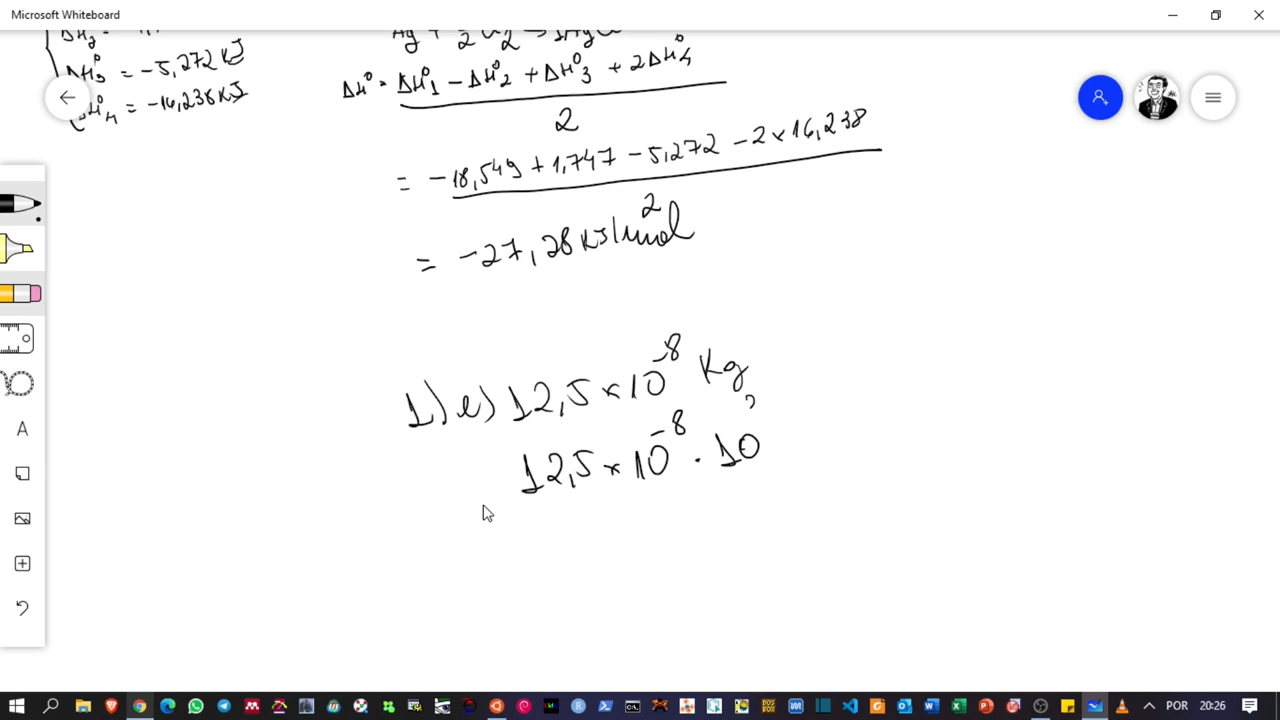 Microsoft Whiteboard
ΔH°3 = -5,272 KJ
ΔH°4 = -16,238 KJ
ΔH° = ΔH°1 - ΔH°2 + ΔH°3 + 2ΔH°4
2
= -18,549 + 1,747 - 5,272 - 2 x 16,238
2
= -27,28 KJ/mol
1) e) 12,5 x 10^-8 Kg
12,5 x 10^-8 . 10
A
POR
20:26